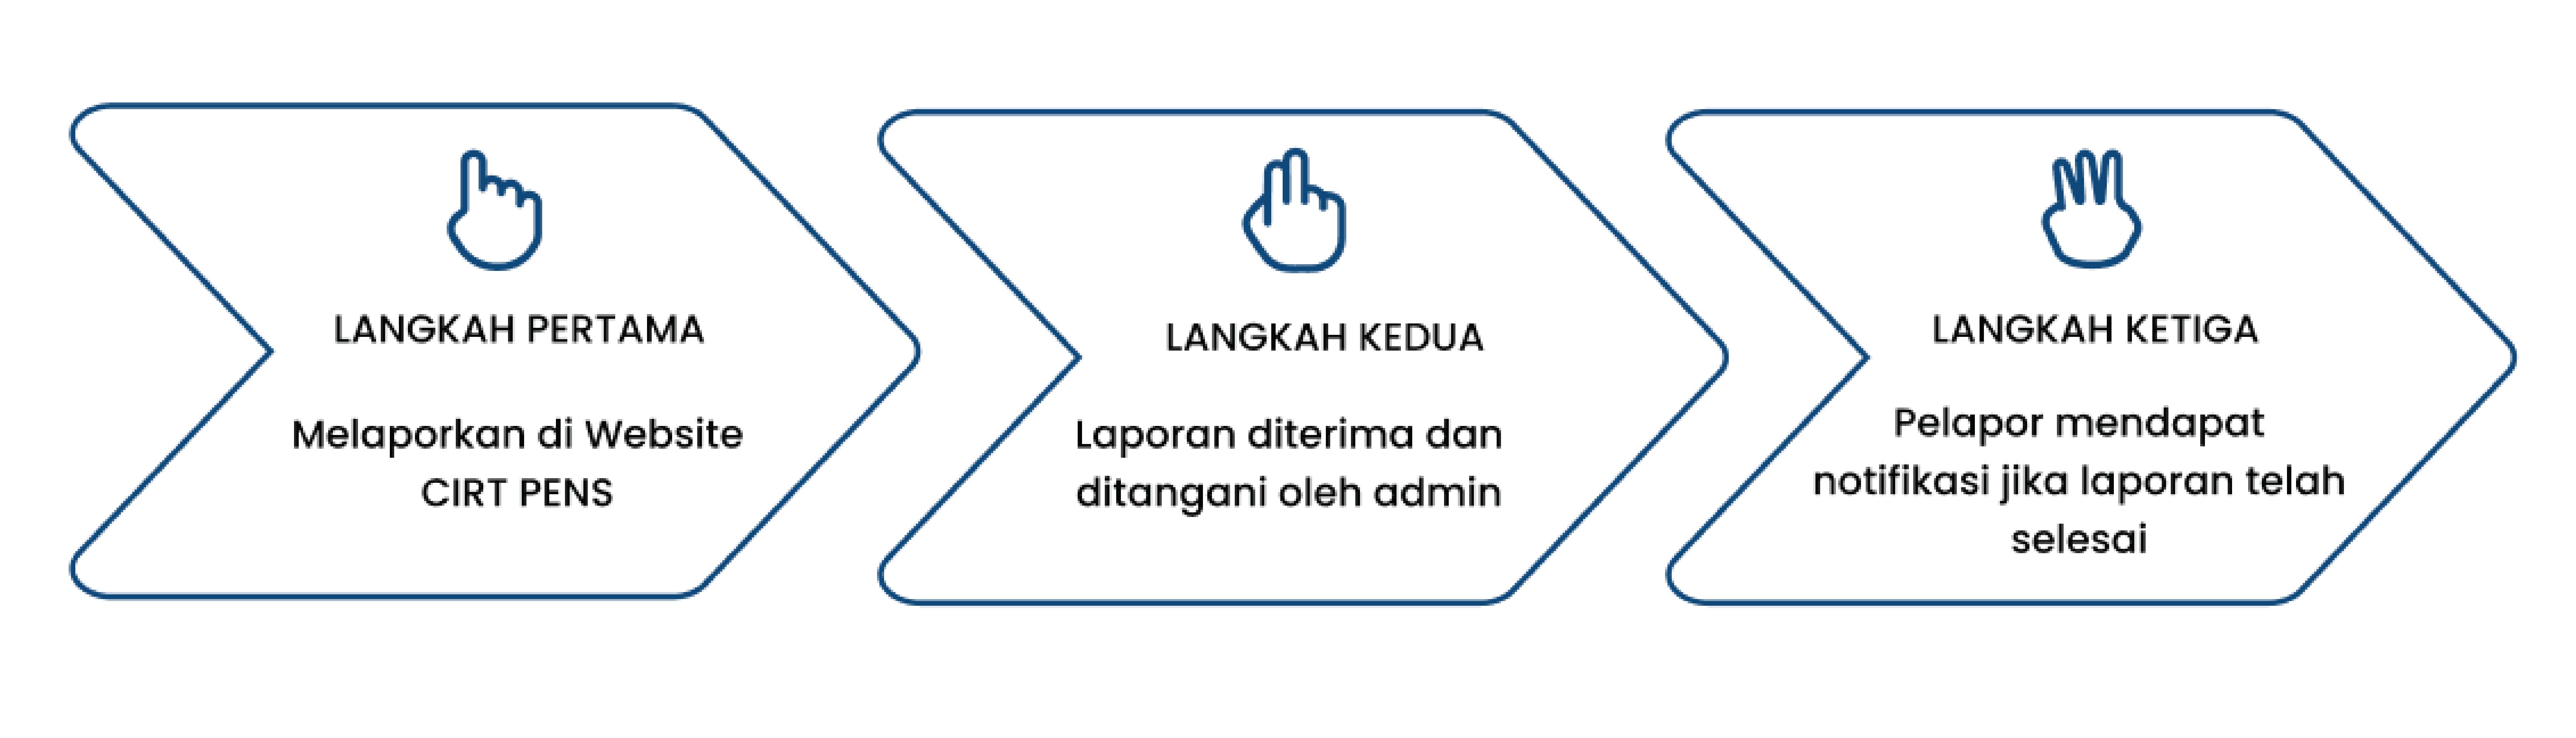 LANGKAH PERTAMA
Melaporkan di Website
CIRT PENS
LANGKAH KEDUA
Laporan diterima dan
ditangani oleh admin
LANGKAH KETIGA
Pelapor mendapat
notifikasi jika laporan telah
selesai